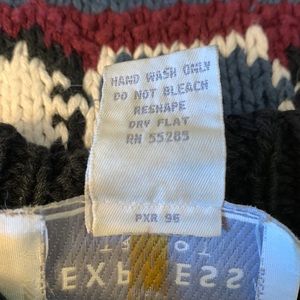 HAND WASH ONLY
DO NOT BLEACH
RESHAPE
DRY FLAT
RN 55285
PXR 96
EXPRESS